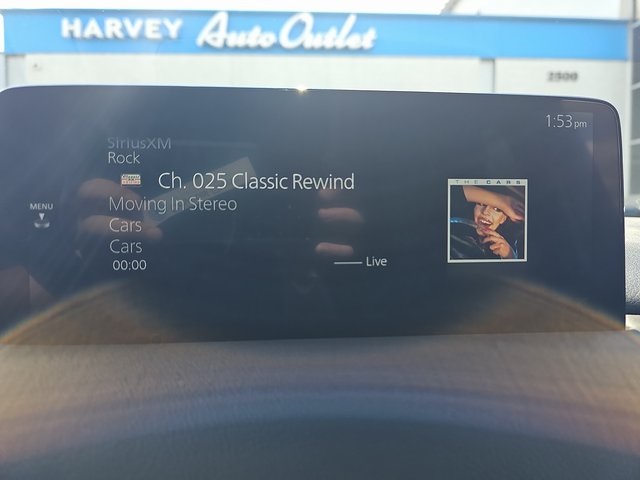 HARVEY Auto Outlet
2500
1:53 pm
SiriusXM
Rock
Ch. 025 Classic Rewind
Moving In Stereo
MENU
Cars
Cars
00:00
Live
THE CARS